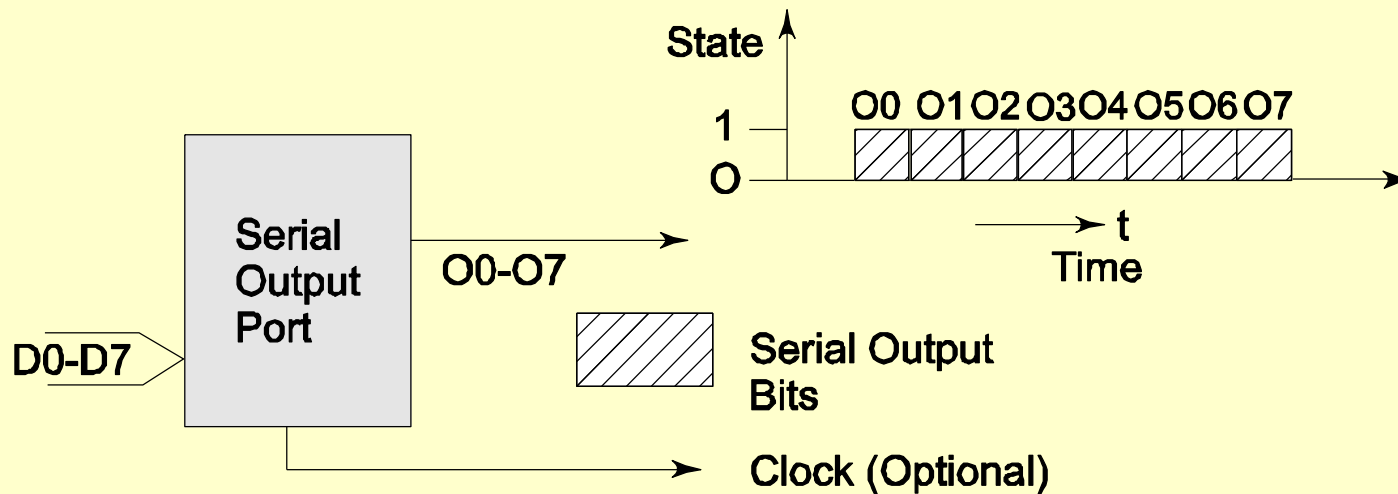 State
O0 O1 O2 O3 O4 O5 O6 O7
1
O
t
Time
Serial
Output
Port
O0-O7
D0-D7
Serial Output
Bits
Clock (Optional)